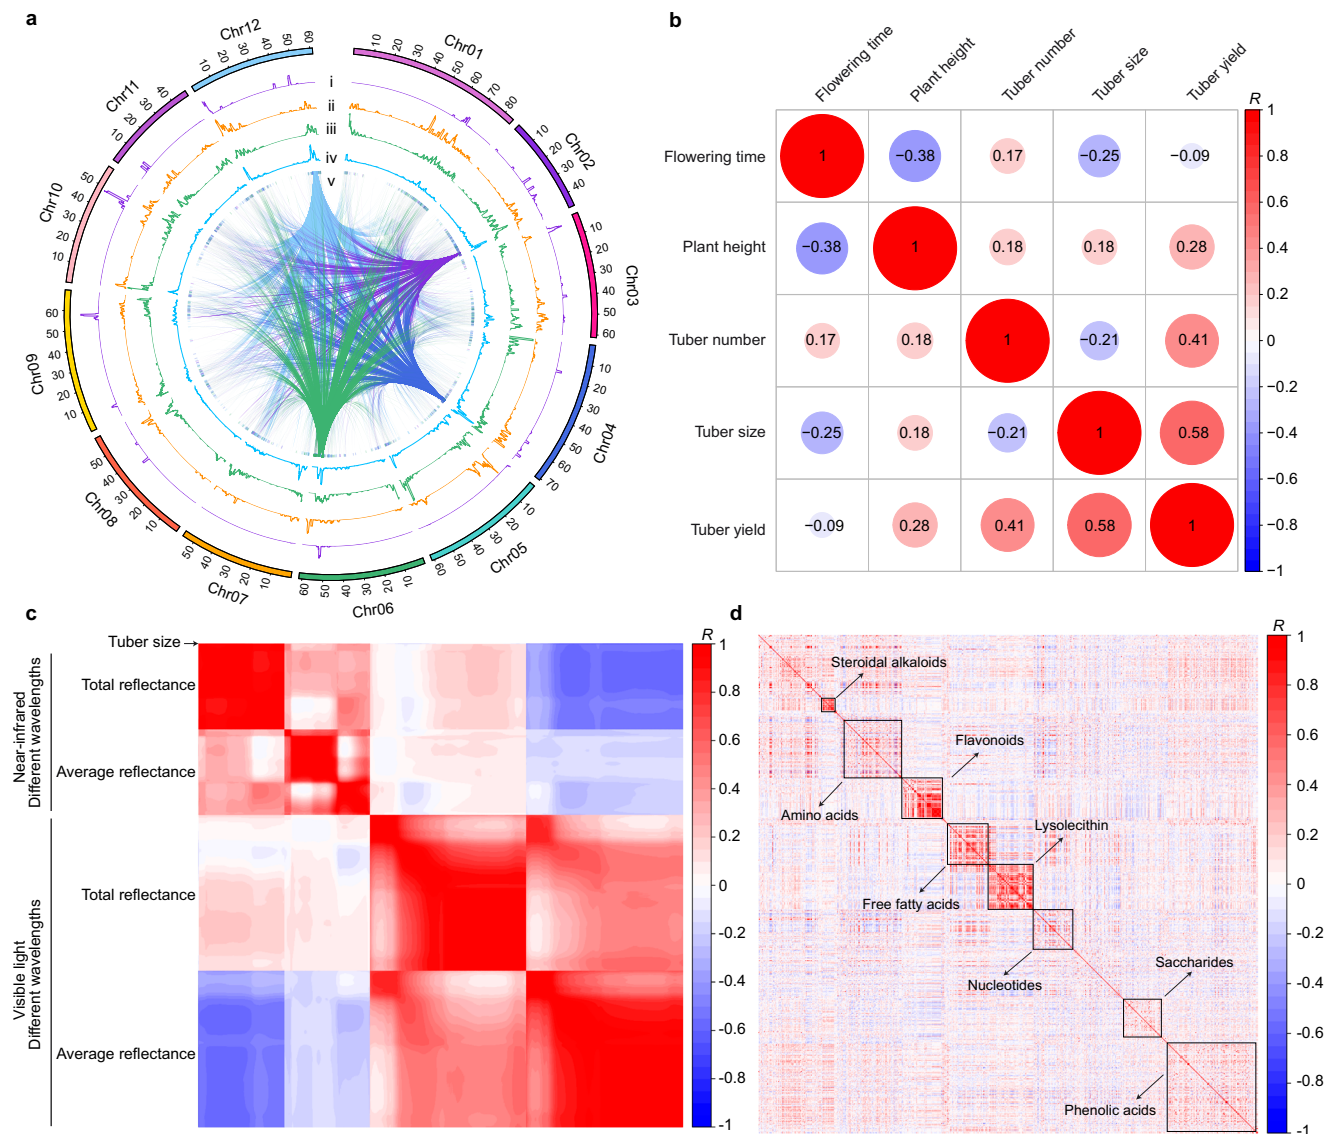 a
Chr01
10 20 30 40 50 60 70 80
Chr02
10 20 30 40
Chr03
10 20 30 40 50 60
Chr04
10 20 30 40 50 60 70
Chr05
10 20 30 40 50 60
Chr06
10 20 30 40 50 60
Chr07
10 20 30 40 50
Chr08
10 20 30 40 50
Chr09
10 20 30 40 50 60
Chr10
10 20 30 40 50
Chr11
10 20 30 40
Chr12
10 20 30 40 50 60
i
ii
iii
iv
v
b
Flowering time
Plant height
Tuber number
Tuber size
Tuber yield
R
Flowering time 1 −0.38 0.17 −0.25 −0.09
Plant height −0.38 1 0.18 0.18 0.28
Tuber number 0.17 0.18 1 −0.21 0.41
Tuber size −0.25 0.18 −0.21 1 0.58
Tuber yield −0.09 0.28 0.41 0.58 1
1
0.8
0.6
0.4
0.2
0
−0.2
−0.4
−0.6
−0.8
−1
c
Tuber size
Near-infrared
Different wavelengths
Total reflectance
Average reflectance
Visible light
Different wavelengths
Total reflectance
Average reflectance
R
1
0.8
0.6
0.4
0.2
0
-0.2
-0.4
-0.6
-0.8
-1
d
Steroidal alkaloids
Flavonoids
Amino acids
Lysolecithin
Free fatty acids
Saccharides
Nucleotides
Phenolic acids
R
1
0.8
0.6
0.4
0.2
0
-0.2
-0.4
-0.6
-0.8
-1